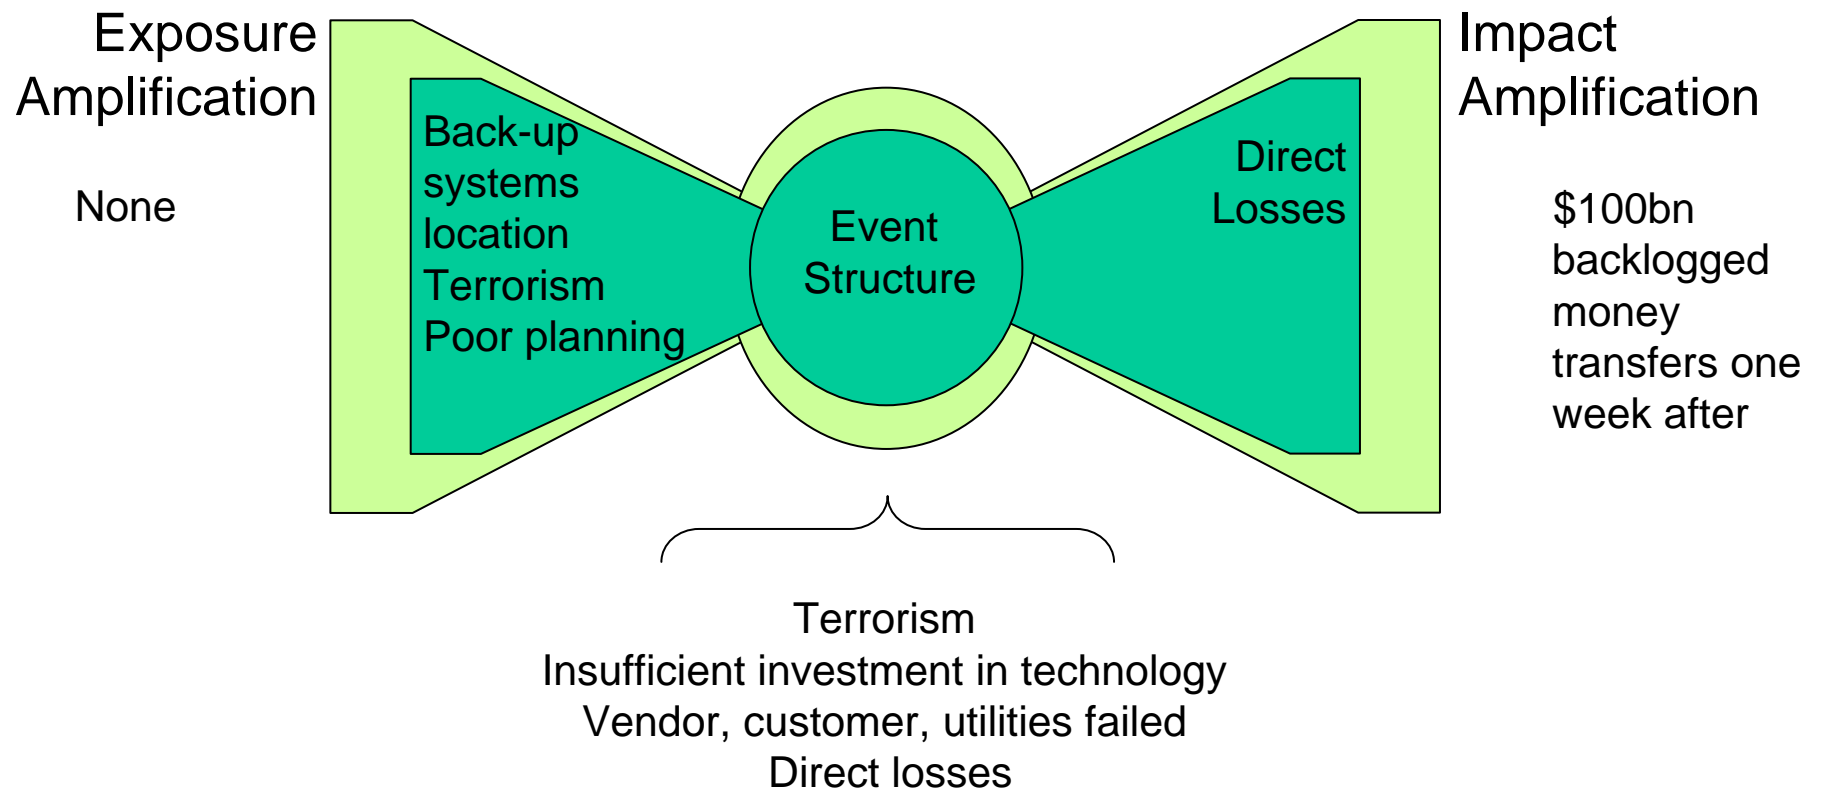 Exposure
Amplification
None
Back-up
systems
location
Terrorism
Poor planning
Event
Structure
Direct
Losses
Impact
Amplification
$100bn
backlogged
money
transfers one
week after
Terrorism
Insufficient investment in technology
Vendor, customer, utilities failed
Direct losses